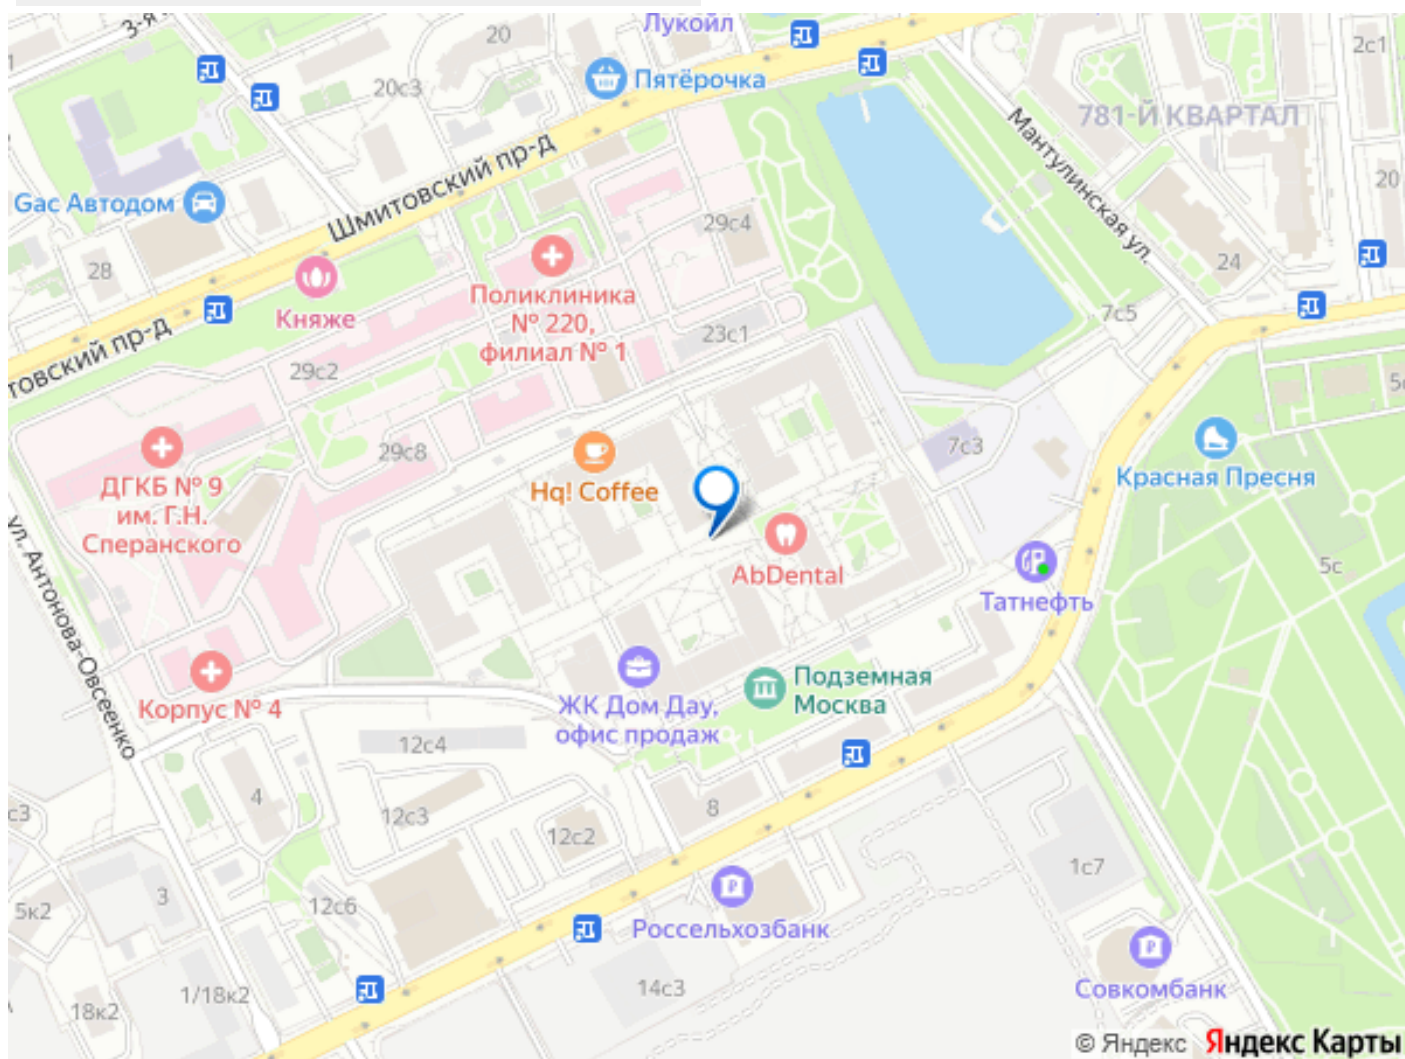 Лукойл
3-я
20
2с1
20с3
Пятёрочка
781-Й КВАРТАЛ
Мантулинская ул.
Шмитовский пр-д
20
Gac Автодом
29с4
28
24
Поликлиника
№ 220,
филиал № 1
Княже
7с5
товский пр-д
23с1
29с2
5с
29с8
7с3
Красная Пресня
ДГКБ № 9
им. Г.Н.
Сперанского
Hq! Coffee
ул. Антонова-Овсеенко
AbDental
5с
Татнефть
Подземная
Москва
Корпус № 4
ЖК Дом Дау,
офис продаж
12с4
4
с3
12с3
8
12с2
1с7
3
5к2
12с6
Россельхозбанк
14с3
1/18к2
18к2
Совкомбанк
© Яндекс Яндекс Карты